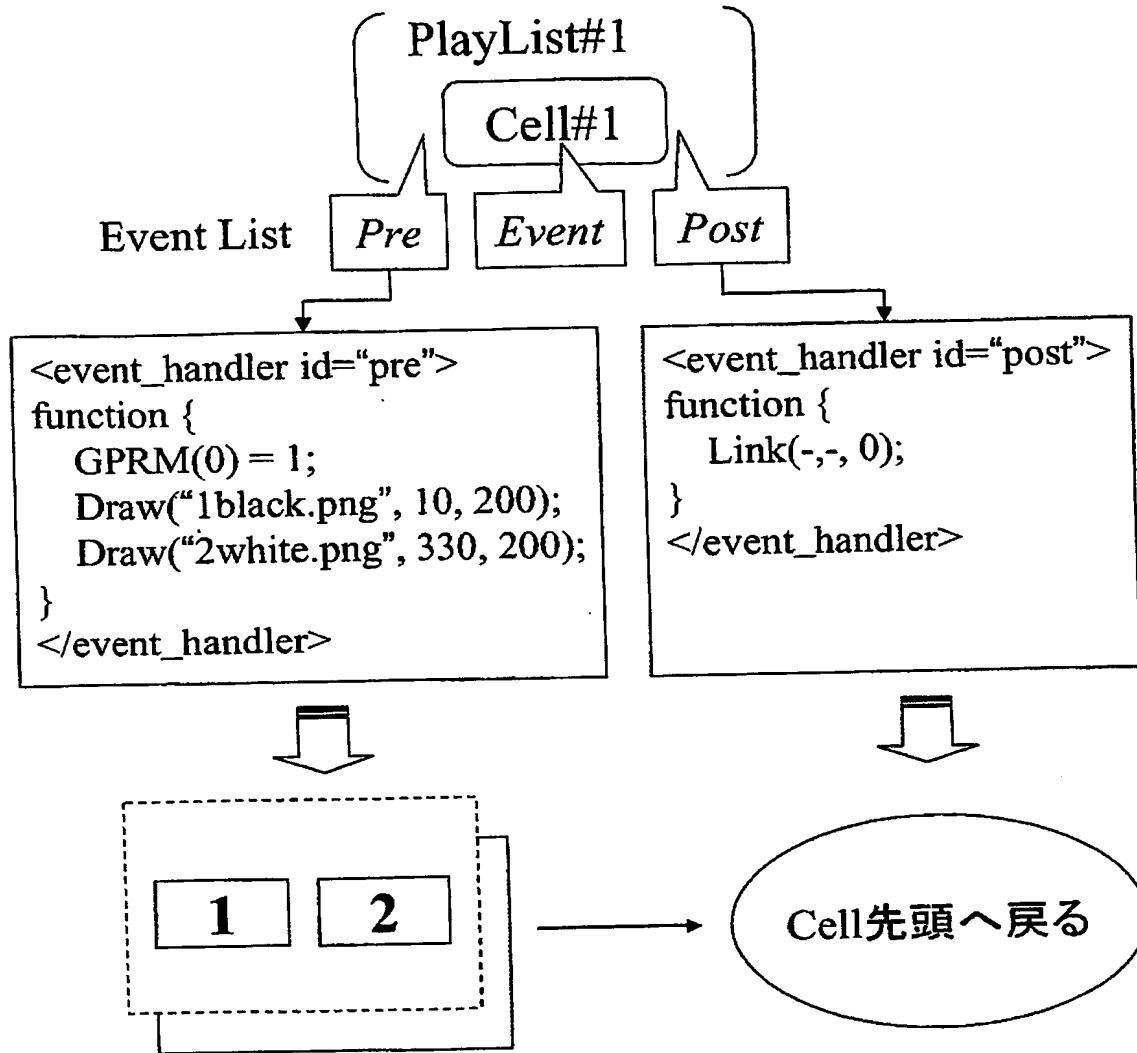 PlayList#1
Cell#1
Event List
Pre
Event
Post
<event_handler id=“pre”>
function {
GPRM(0) = 1;
Draw(“1black.png”, 10, 200);
Draw(“2white.png”, 330, 200);
}
</event_handler>
<event_handler id=“post”>
function {
Link(-,-, 0);
}
</event_handler>
1
2
Cell先頭へ戻る